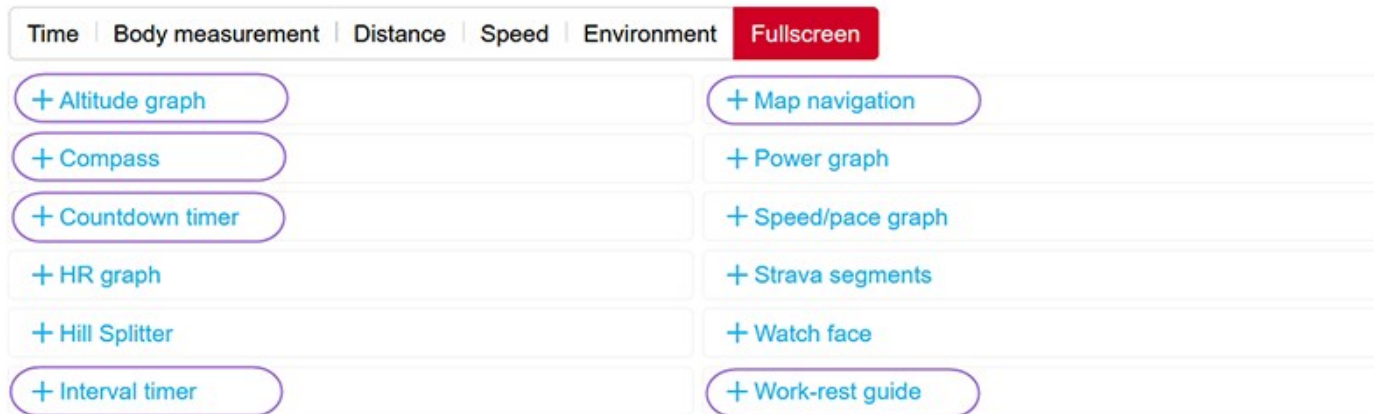 Time Body measurement Distance Speed Environment Fullscreen
+ Altitude graph
+ Compass
+ Countdown timer
+ HR graph
+ Hill Splitter
+ Interval timer
+ Map navigation
+ Power graph
+ Speed/pace graph
+ Strava segments
+ Watch face
+ Work-rest guide